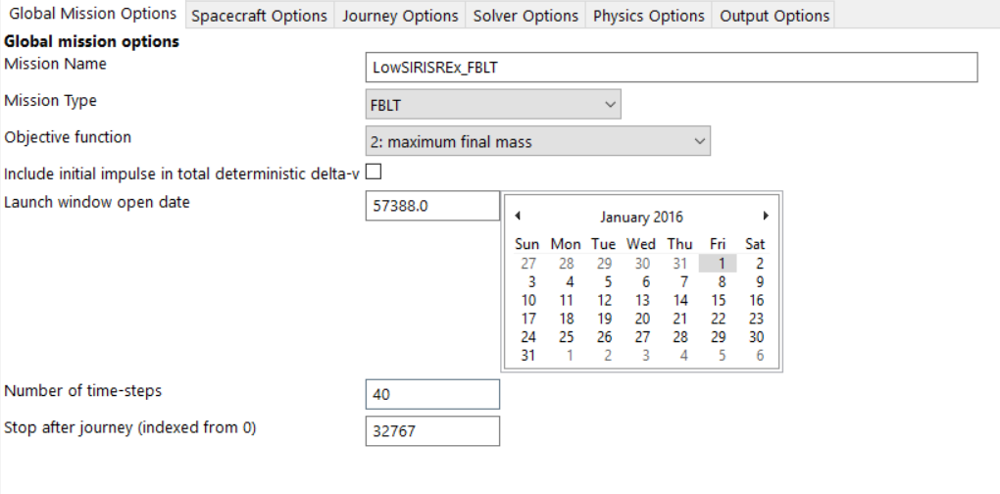 Global Mission Options Spacecraft Options Journey Options Solver Options Physics Options Output Options
Global mission options
Mission Name LowSIRISREx_FBLT
Mission Type FBLT
Objective function 2: maximum final mass
Include initial impulse in total deterministic delta-v
Launch window open date 57388.0
January 2016
Sun Mon Tue Wed Thu Fri Sat
27 28 29 30 31 1 2
3 4 5 6 7 8 9
10 11 12 13 14 15 16
17 18 19 20 21 22 23
24 25 26 27 28 29 30
31 1 2 3 4 5 6
Number of time-steps 40
Stop after journey (indexed from 0) 32767